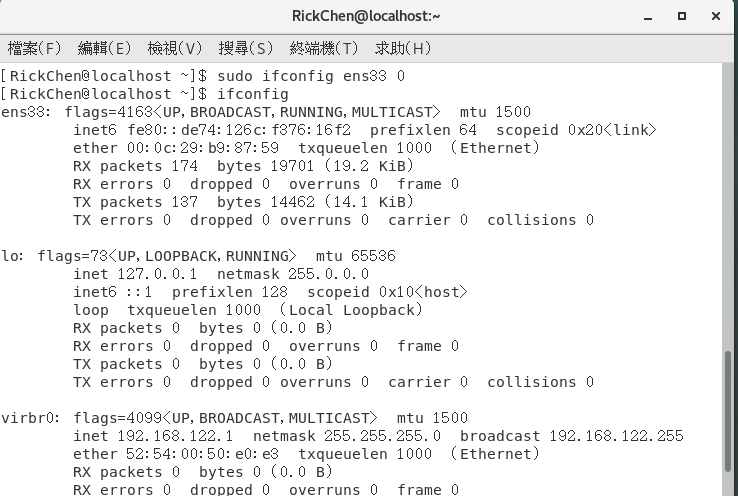 RickChen@localhost:~
檔案(F) 編輯(E) 檢視(V) 搜尋(S) 終端機(T) 求助(H)
[RickChen@localhost ~]$ sudo ifconfig ens33 0
[RickChen@localhost ~]$ ifconfig
ens33: flags=4163<UP,BROADCAST,RUNNING,MULTICAST>  mtu 1500
        inet6 fe80::de74:126c:f376:16f2  prefixlen 64  scopeid 0x20<link>
        ether 00:0c:29:b9:87:59  txqueuelen 1000  (Ethernet)
        RX packets 174  bytes 19701 (19.2 KiB)
        RX errors 0  dropped 0  overruns 0  frame 0
        TX packets 137  bytes 14462 (14.1 KiB)
        TX errors 0  dropped 0 overruns 0  carrier 0  collisions 0
lo: flags=73<UP,LOOPBACK,RUNNING>  mtu 65536
        inet 127.0.0.1  netmask 255.0.0.0
        inet6 ::1  prefixlen 128  scopeid 0x10<host>
        loop  txqueuelen 1000  (Local Loopback)
        RX packets 0  bytes 0 (0.0 B)
        RX errors 0  dropped 0  overruns 0  frame 0
        TX packets 0  bytes 0 (0.0 B)
        TX errors 0  dropped 0 overruns 0  carrier 0  collisions 0
virbr0: flags=4099<UP,BROADCAST,MULTICAST>  mtu 1500
        inet 192.168.122.1  netmask 255.255.255.0  broadcast 192.168.122.255
        ether 52:54:00:50:e0:e3  txqueuelen 1000  (Ethernet)
        RX packets 0  bytes 0 (0.0 B)
        RX errors 0  dropped 0  overruns 0  frame 0